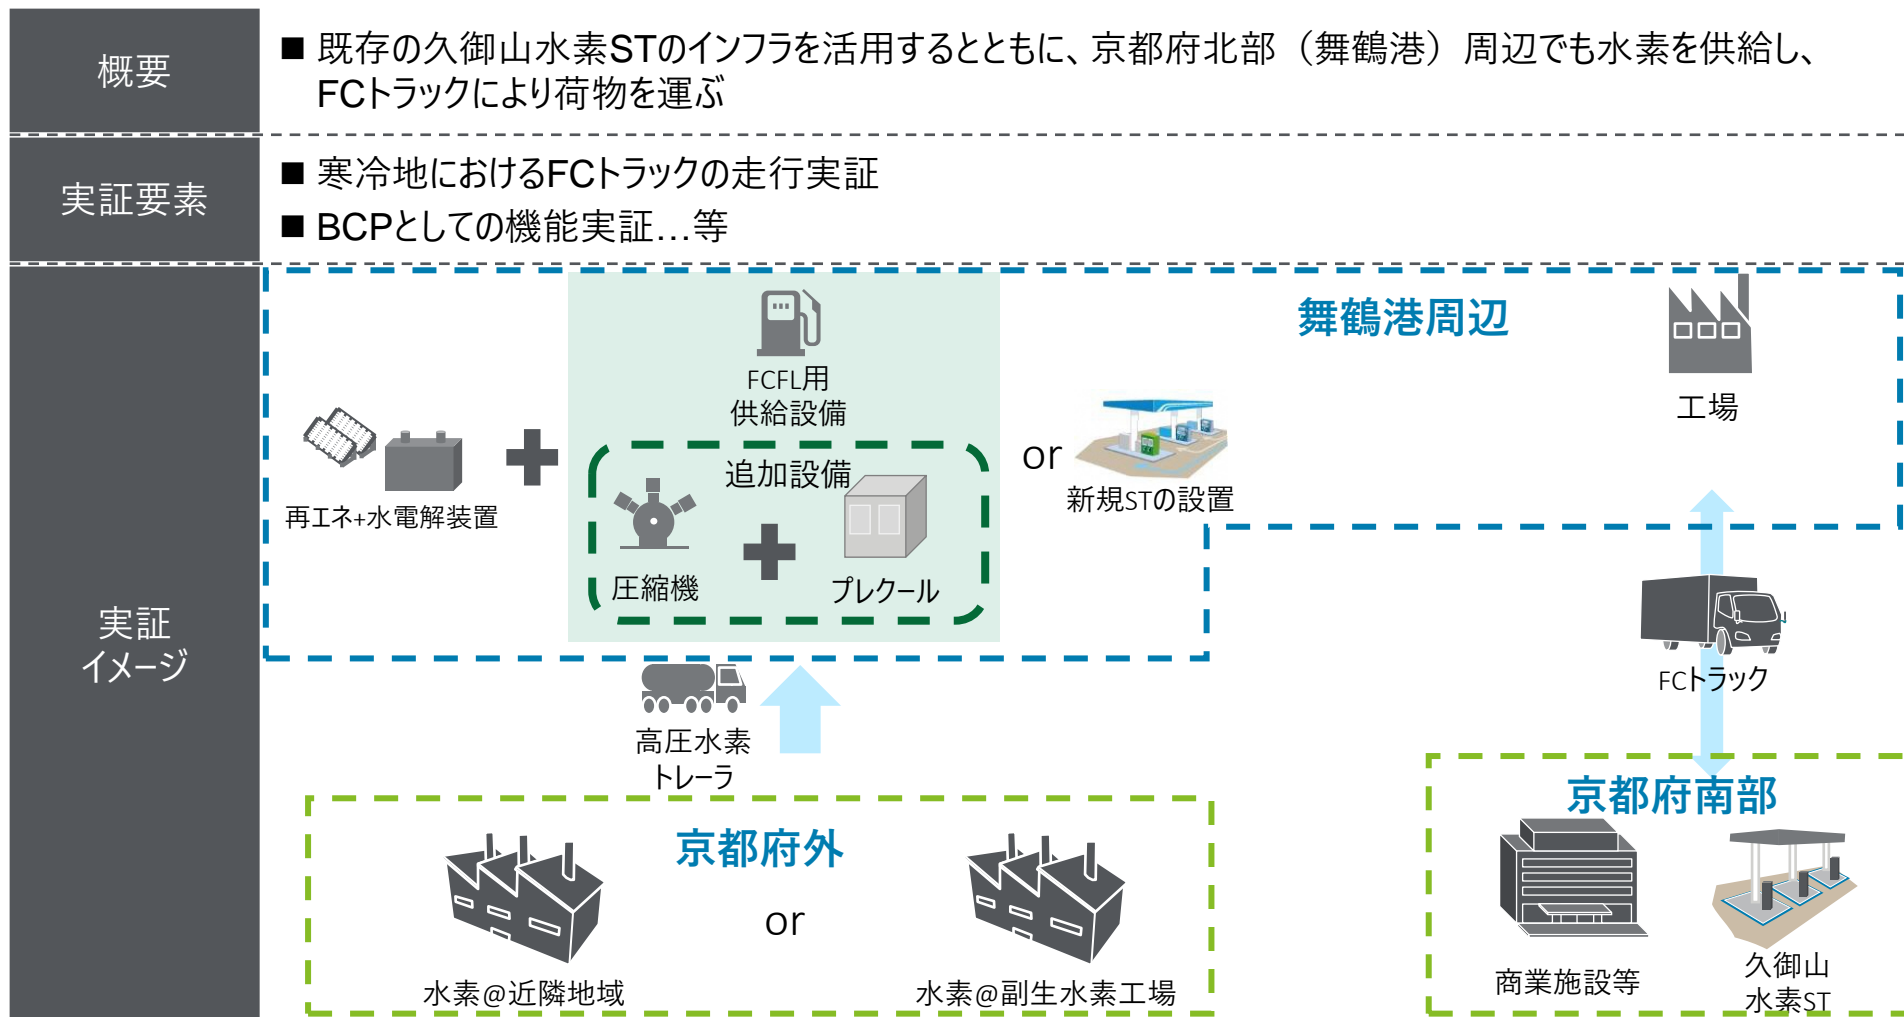 概要
■ 既存の久御山水素STのインフラを活用するとともに、京都府北部（舞鶴港）周辺でも水素を供給し、
FCトラックにより荷物を運ぶ
実証要素
■ 寒冷地におけるFCトラックの走行実証
■ BCPとしての機能実証…等
実証
イメージ
舞鶴港周辺
FCFL用
供給設備
工場
追加設備
or
新規STの設置
再エネ+水電解装置
圧縮機
プレクール
FCトラック
高圧水素
トレーラ
京都府外
or
水素@近隣地域
水素@副生水素工場
京都府南部
商業施設等
久御山
水素ST